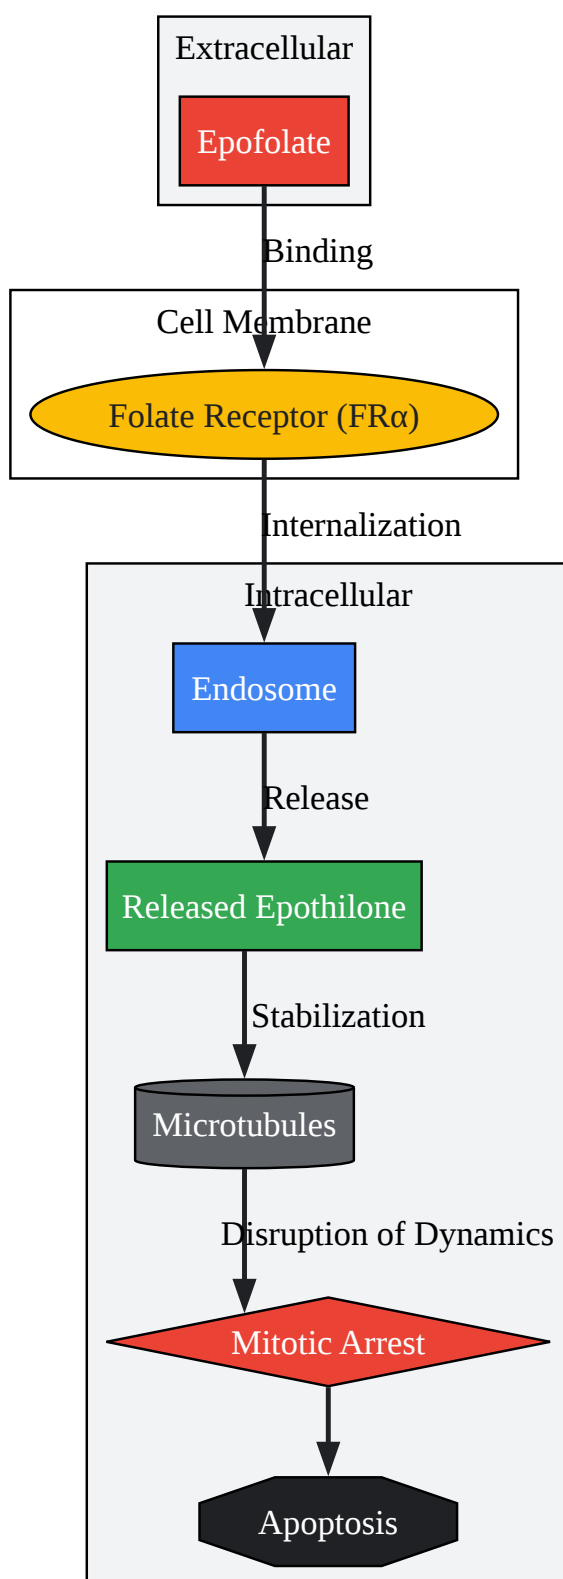 Extracellular
Epofolate
Binding
Cell Membrane
Folate Receptor (FRα)
Internalization
Intracellular
Endosome
Release
Released Epothilone
Stabilization
Microtubules
Disruption of Dynamics
Mitotic Arrest
Apoptosis